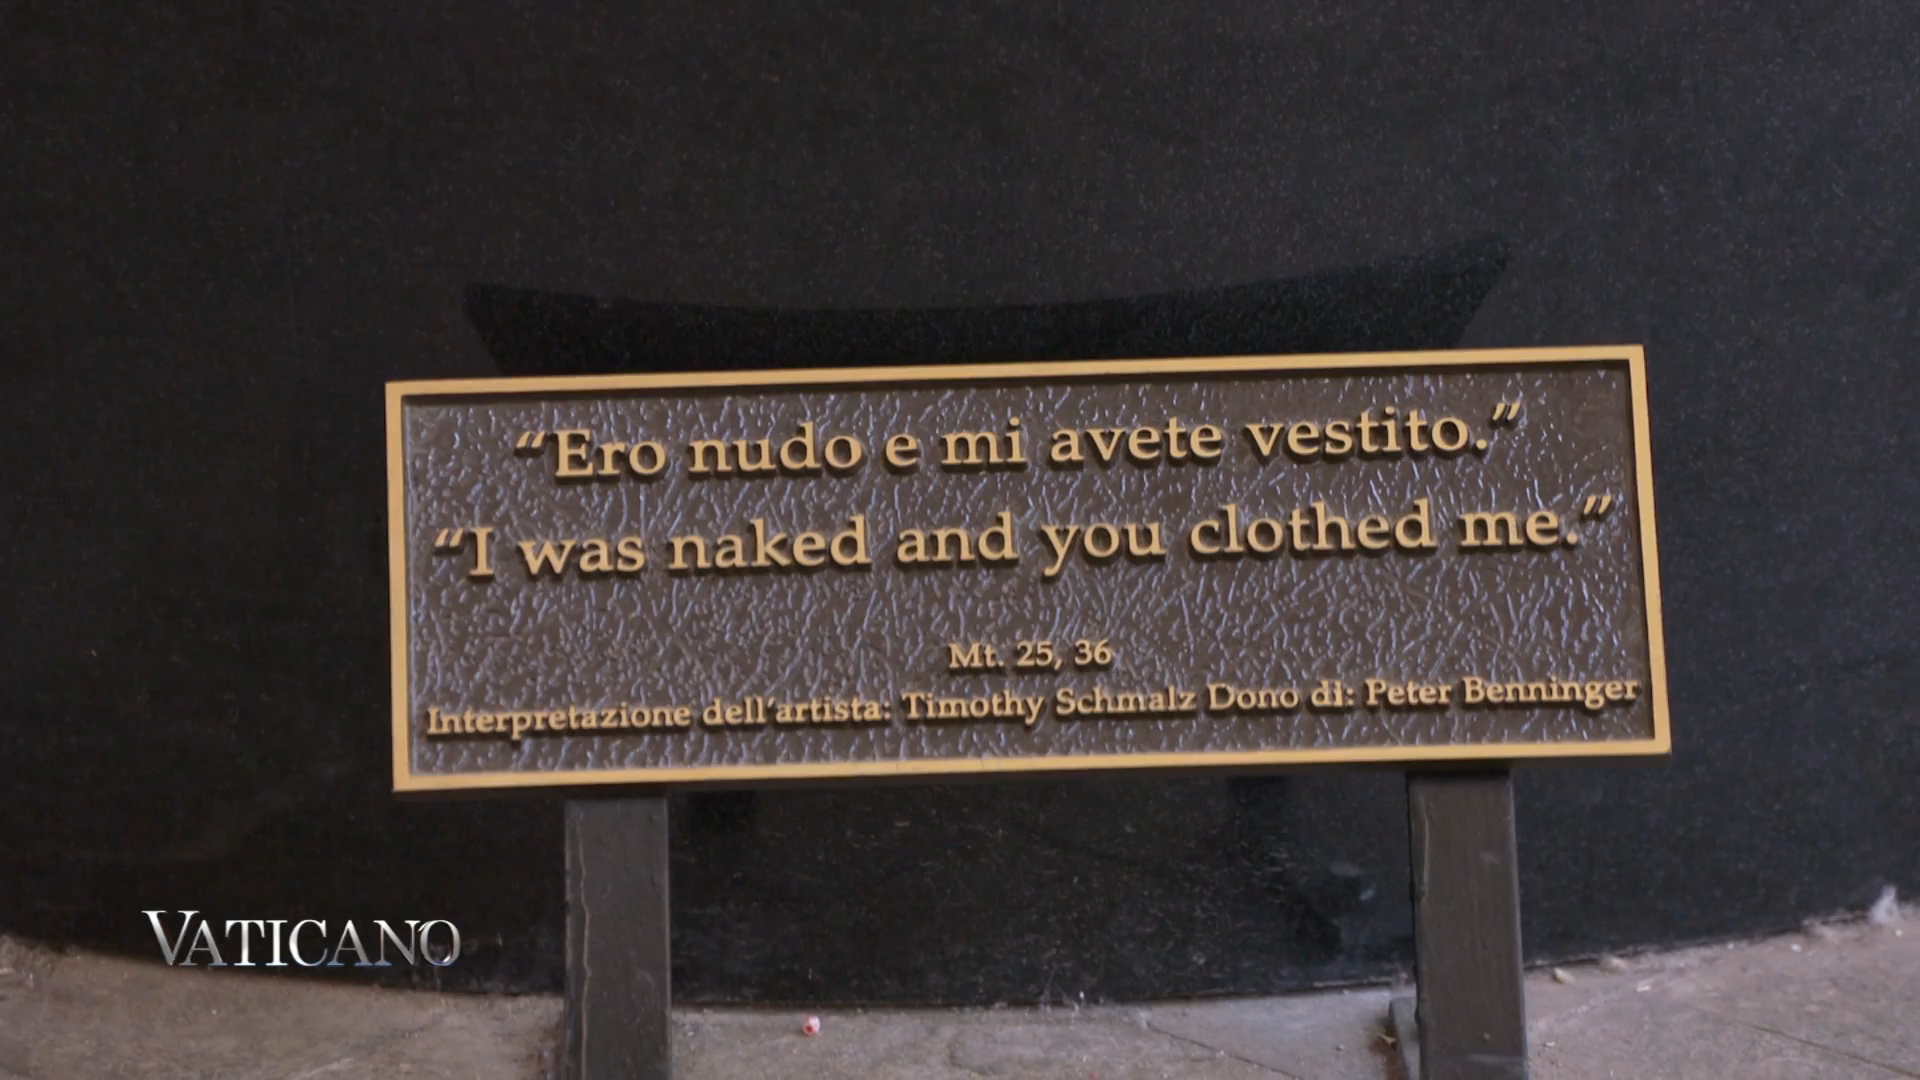 “Ero nudo e mi avete vestito.”
“I was naked and you clothed me.”
Mt. 25, 36
Interpretazione dell'artista: Timothy Schmalz Dono di: Peter Benninger
VATICANO